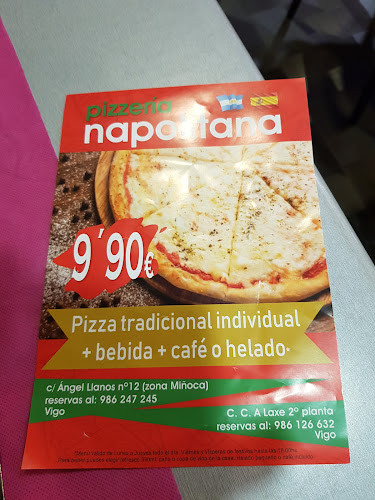 pizzería
napolitana
9'90€
Pizza tradicional individual
+ bebida + café o helado.
c/ Ángel Llanos nº12 (zona Miñoca)
reservas al: 986 247 245
Vigo
C. C. A Laxe 2º planta
reservas al: 986 126 632
Vigo